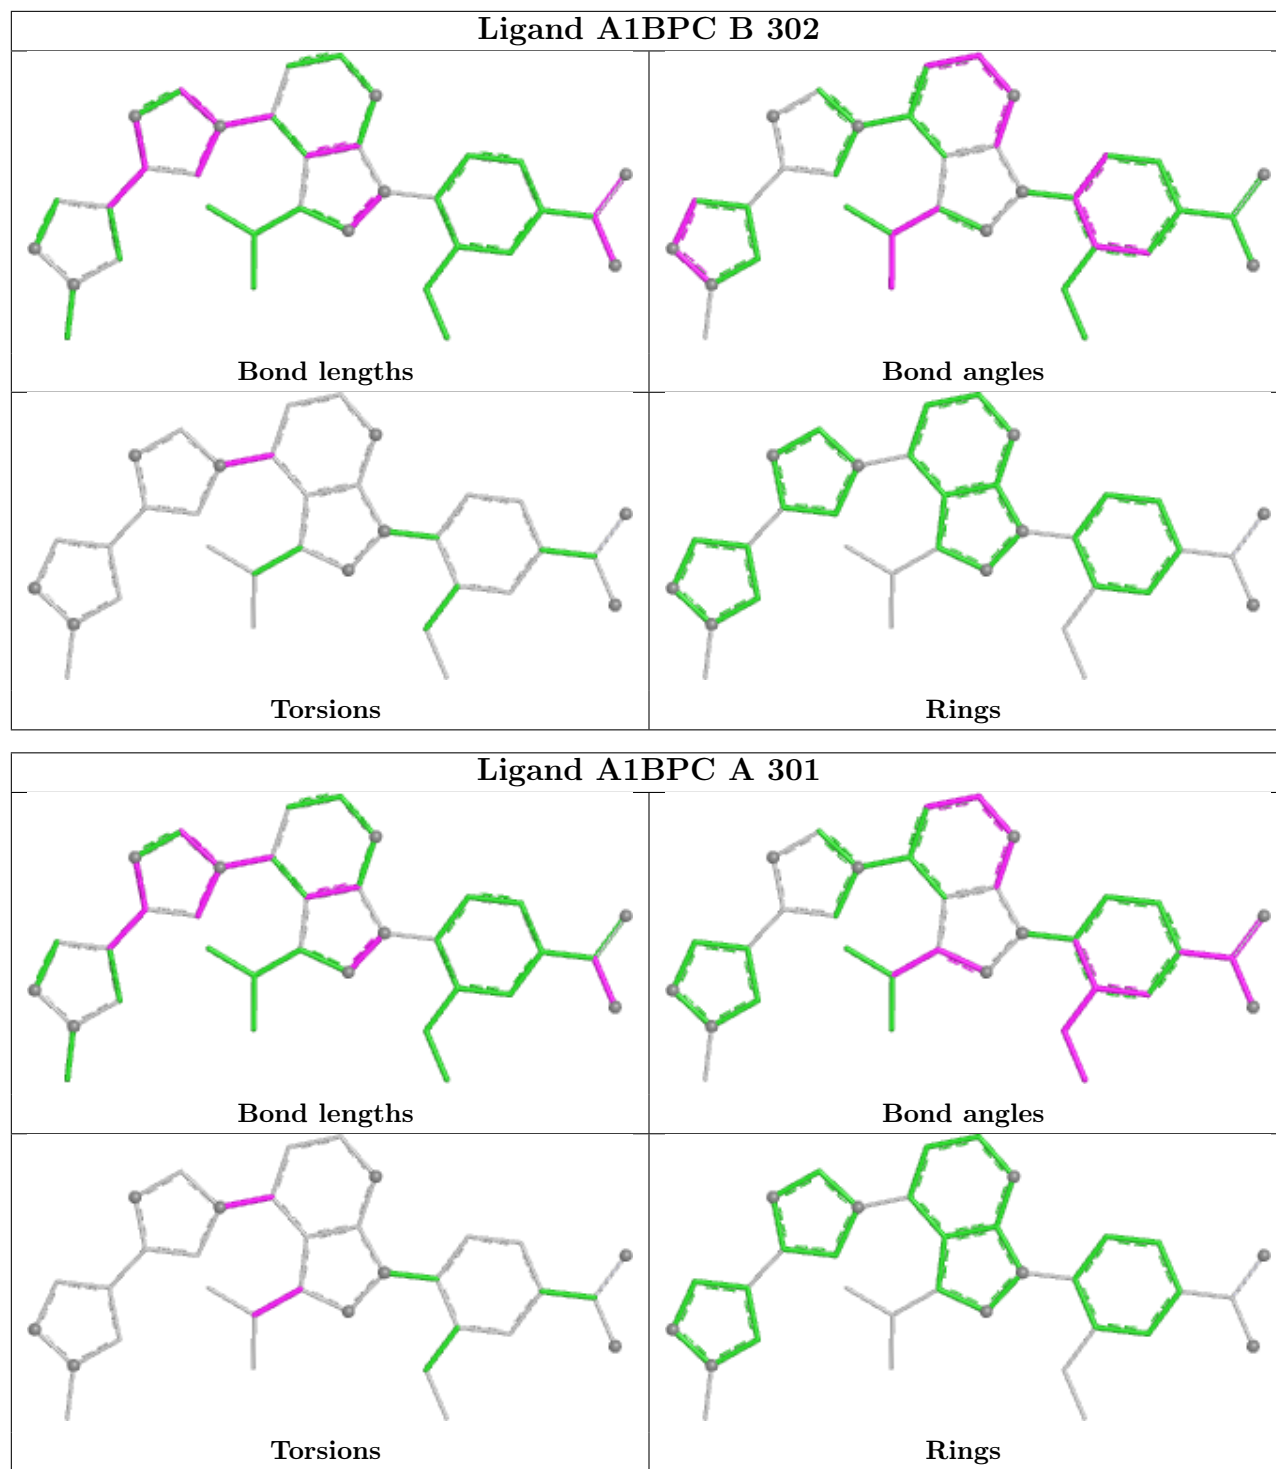 Ligand A1BPC B 302
Bond lengths
Bond angles
Torsions
Rings
Ligand A1BPC A 301
Bond lengths
Bond angles
Torsions
Rings